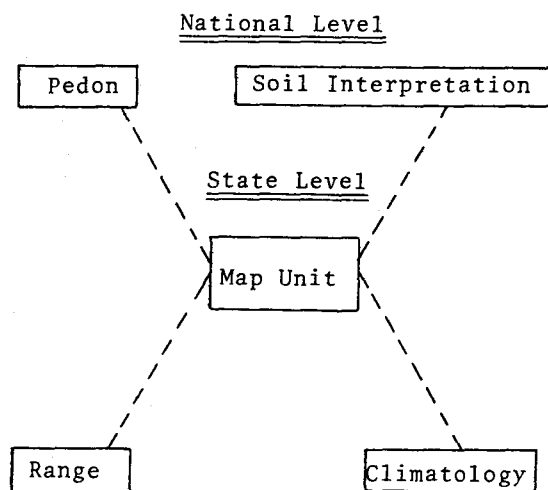 National Level
Pedon
Soil Interpretation
State Level
Map Unit
Range
Climatology